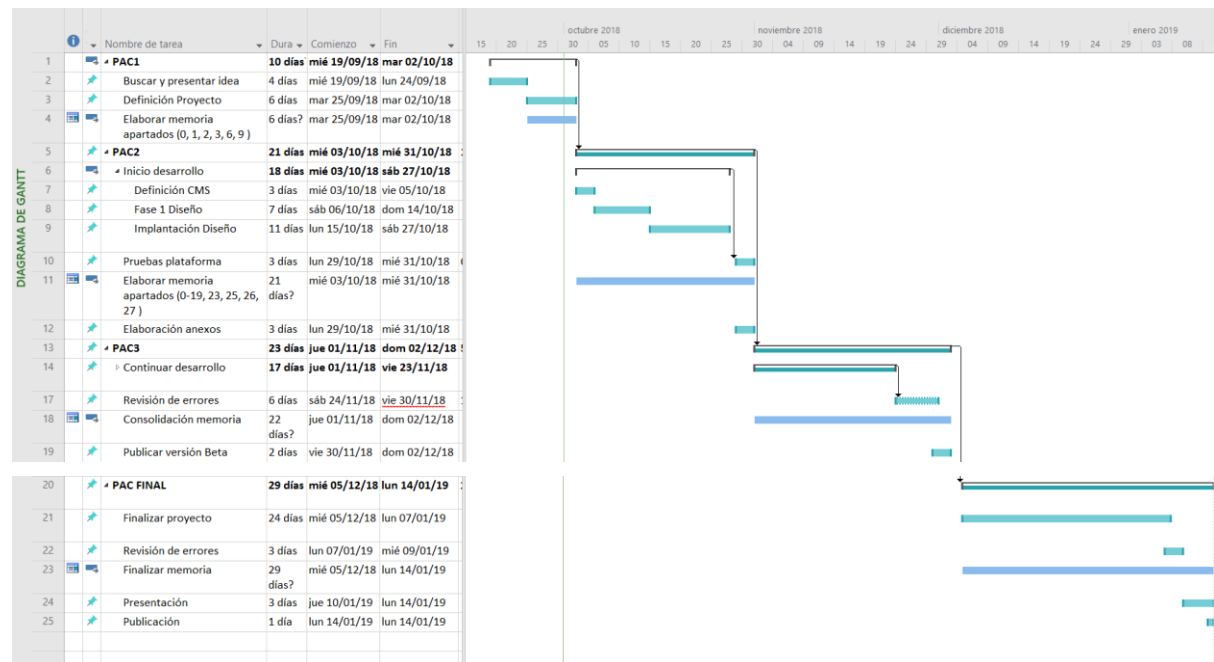 DIAGRAMA DE GANTT
octubre 2018 noviembre 2018 diciembre 2018 enero 2019
Nombre de tarea Dura Comienzo Fin 15 20 25 30 05 10 15 20 25 30 04 09 14 19 24 29 04 09 14 19 24 29 03 08
1 PAC1 10 días mié 19/09/18 mar 02/10/18
2 Buscar y presentar idea 4 días mié 19/09/18 lun 24/09/18
3 Definición Proyecto 6 días mar 25/09/18 mar 02/10/18
4 Elaborar memoria 6 días? mar 25/09/18 mar 02/10/18
apartados (0, 1, 2, 3, 6, 9 )
5 PAC2 21 días mié 03/10/18 mié 31/10/18
6 Inicio desarrollo 18 días mié 03/10/18 sáb 27/10/18
7 Definición CMS 3 días mié 03/10/18 vie 05/10/18
8 Fase 1 Diseño 7 días sáb 06/10/18 dom 14/10/18
9 Implantación Diseño 11 días lun 15/10/18 sáb 27/10/18
10 Pruebas plataforma 3 días lun 29/10/18 mié 31/10/18
11 Elaborar memoria 21 mié 03/10/18 mié 31/10/18
apartados (0-19, 23, 25, 26, días?
27 )
12 Elaboración anexos 3 días lun 29/10/18 mié 31/10/18
13 PAC3 23 días jue 01/11/18 dom 02/12/18
14 Continuar desarrollo 17 días jue 01/11/18 vie 23/11/18
17 Revisión de errores 6 días sáb 24/11/18 vie 30/11/18
18 Consolidación memoria 22 jue 01/11/18 dom 02/12/18
días?
19 Publicar versión Beta 2 días vie 30/11/18 dom 02/12/18
20 PAC FINAL 29 días mié 05/12/18 lun 14/01/19
21 Finalizar proyecto 24 días mié 05/12/18 lun 07/01/19
22 Revisión de errores 3 días lun 07/01/19 mié 09/01/19
23 Finalizar memoria 29 mié 05/12/18 lun 14/01/19
días?
24 Presentación 3 días jue 10/01/19 lun 14/01/19
25 Publicación 1 día lun 14/01/19 lun 14/01/19